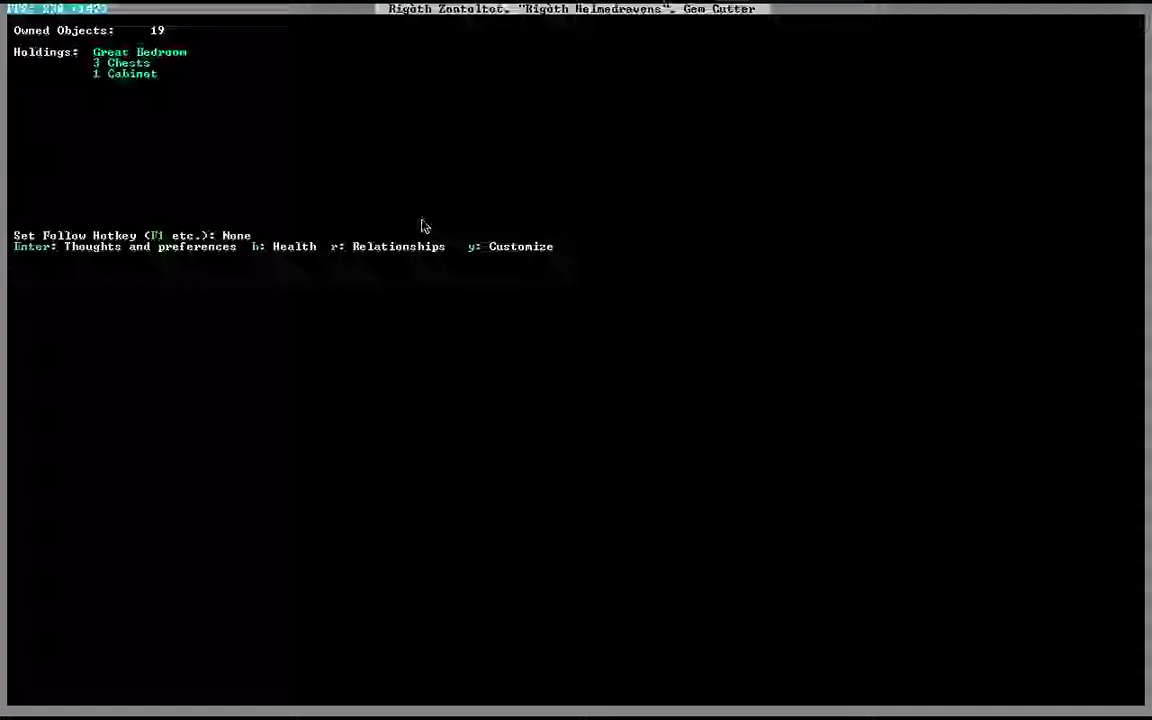 Rigòth Zontaltot, "Rigòth Helmedravens", Gem Cutter
Owned Objects: 19
Holdings: Great Bedroom
3 Chests
1 Cabinet
Set Follow Hotkey (F1 etc.): None
Enter: Thoughts and preferences h: Health r: Relationships y: Customize